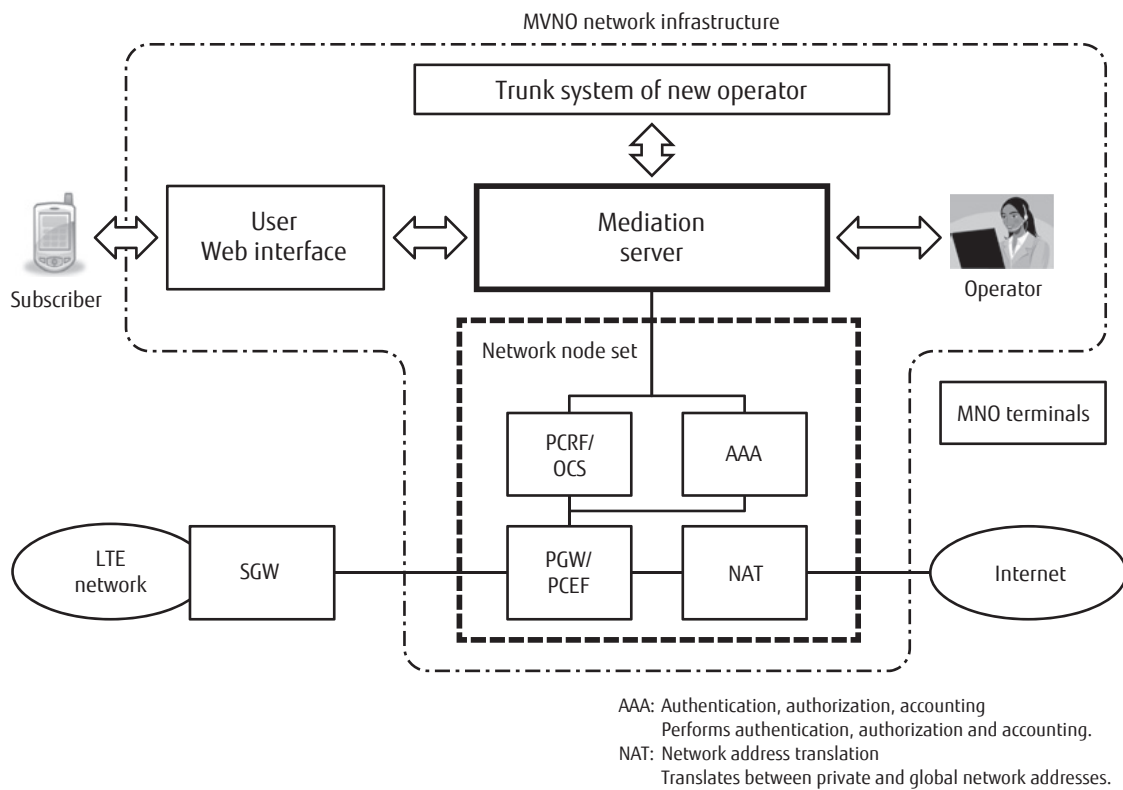 MVNO network infrastructure
Trunk system of new operator
User
Web interface
Mediation
server
Subscriber
Operator
Network node set
MNO terminals
PCRF/
OCS
AAA
LTE
network
SGW
PGW/
PCEF
NAT
Internet
AAA: Authentication, authorization, accounting
Performs authentication, authorization and accounting.
NAT: Network address translation
Translates between private and global network addresses.